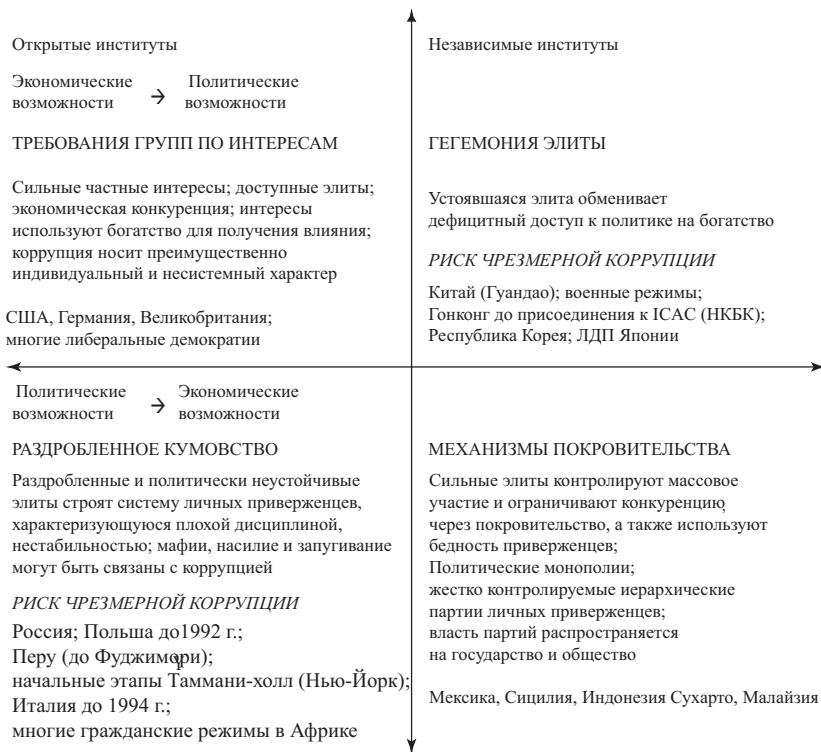 Открытые институты
Экономические возможности → Политические возможности
ТРЕБОВАНИЯ ГРУПП ПО ИНТЕРЕСАМ
Сильные частные интересы; доступные элиты;
экономическая конкуренция; интересы
используют богатство для получения влияния;
коррупция носит преимущественно
индивидуальный и несистемный характер
США, Германия, Великобритания;
многие либеральные демократии
Независимые институты
ГЕГЕМОНИЯ ЭЛИТЫ
Устоявшаяся элита обменивает
дефицитный доступ к политике на богатство
РИСК ЧРЕЗМЕРНОЙ КОРРУПЦИИ
Китай (Гуандао); военные режимы;
Гонконг до присоединения к ICAC (НКБК);
Республика Корея; ЛДП Японии
Политические возможности → Экономические возможности
РАЗДРОБЛЕННОЕ КУМОВСТВО
Раздробленные и политически неустойчивые
элиты строят систему личных приверженцев,
характеризующуюся плохой дисциплиной,
нестабильностью; мафии, насилие и запугивание
могут быть связаны с коррупцией
РИСК ЧРЕЗМЕРНОЙ КОРРУПЦИИ
Россия; Польша до1992 г.;
Перу (до Фуджимори);
начальные этапы Таммани-холл (Нью-Йорк);
Италия до 1994 г.;
многие гражданские режимы в Африке
МЕХАНИЗМЫ ПОКРОВИТЕЛЬСТВА
Сильные элиты контролируют массовое
участие и ограничивают конкуренцию
через покровительство, а также используют
бедность приверженцев;
Политические монополии;
жестко контролируемые иерархические
партии личных приверженцев;
власть партий распространяется
на государство и общество
Мексика, Сицилия, Индонезия Сухарто, Малайзия